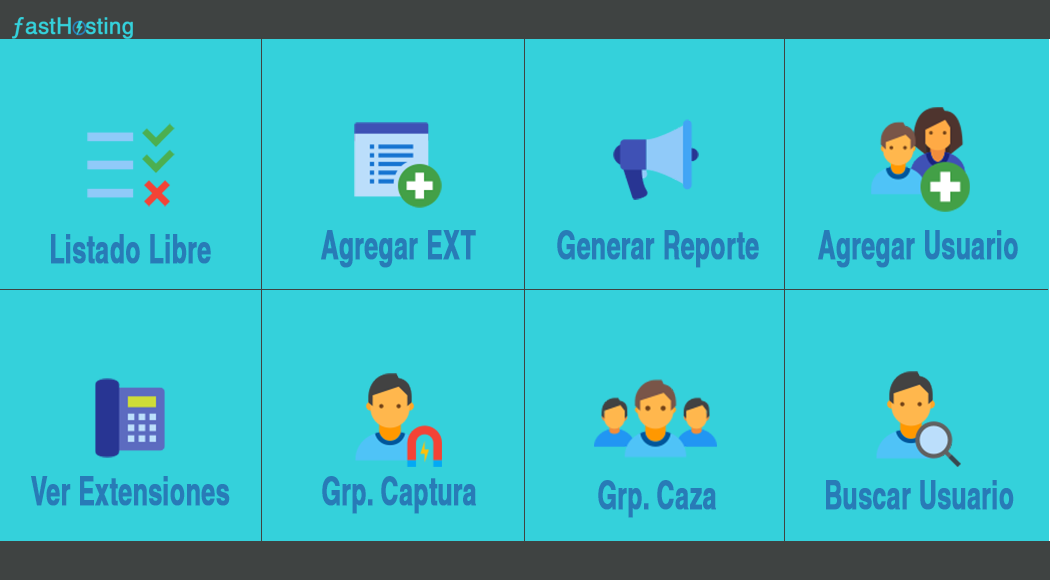 fastHosting
Listado Libre
Agregar EXT
Generar Reporte
Agregar Usuario
Ver Extensiones
Grp. Captura
Grp. Caza
Buscar Usuario